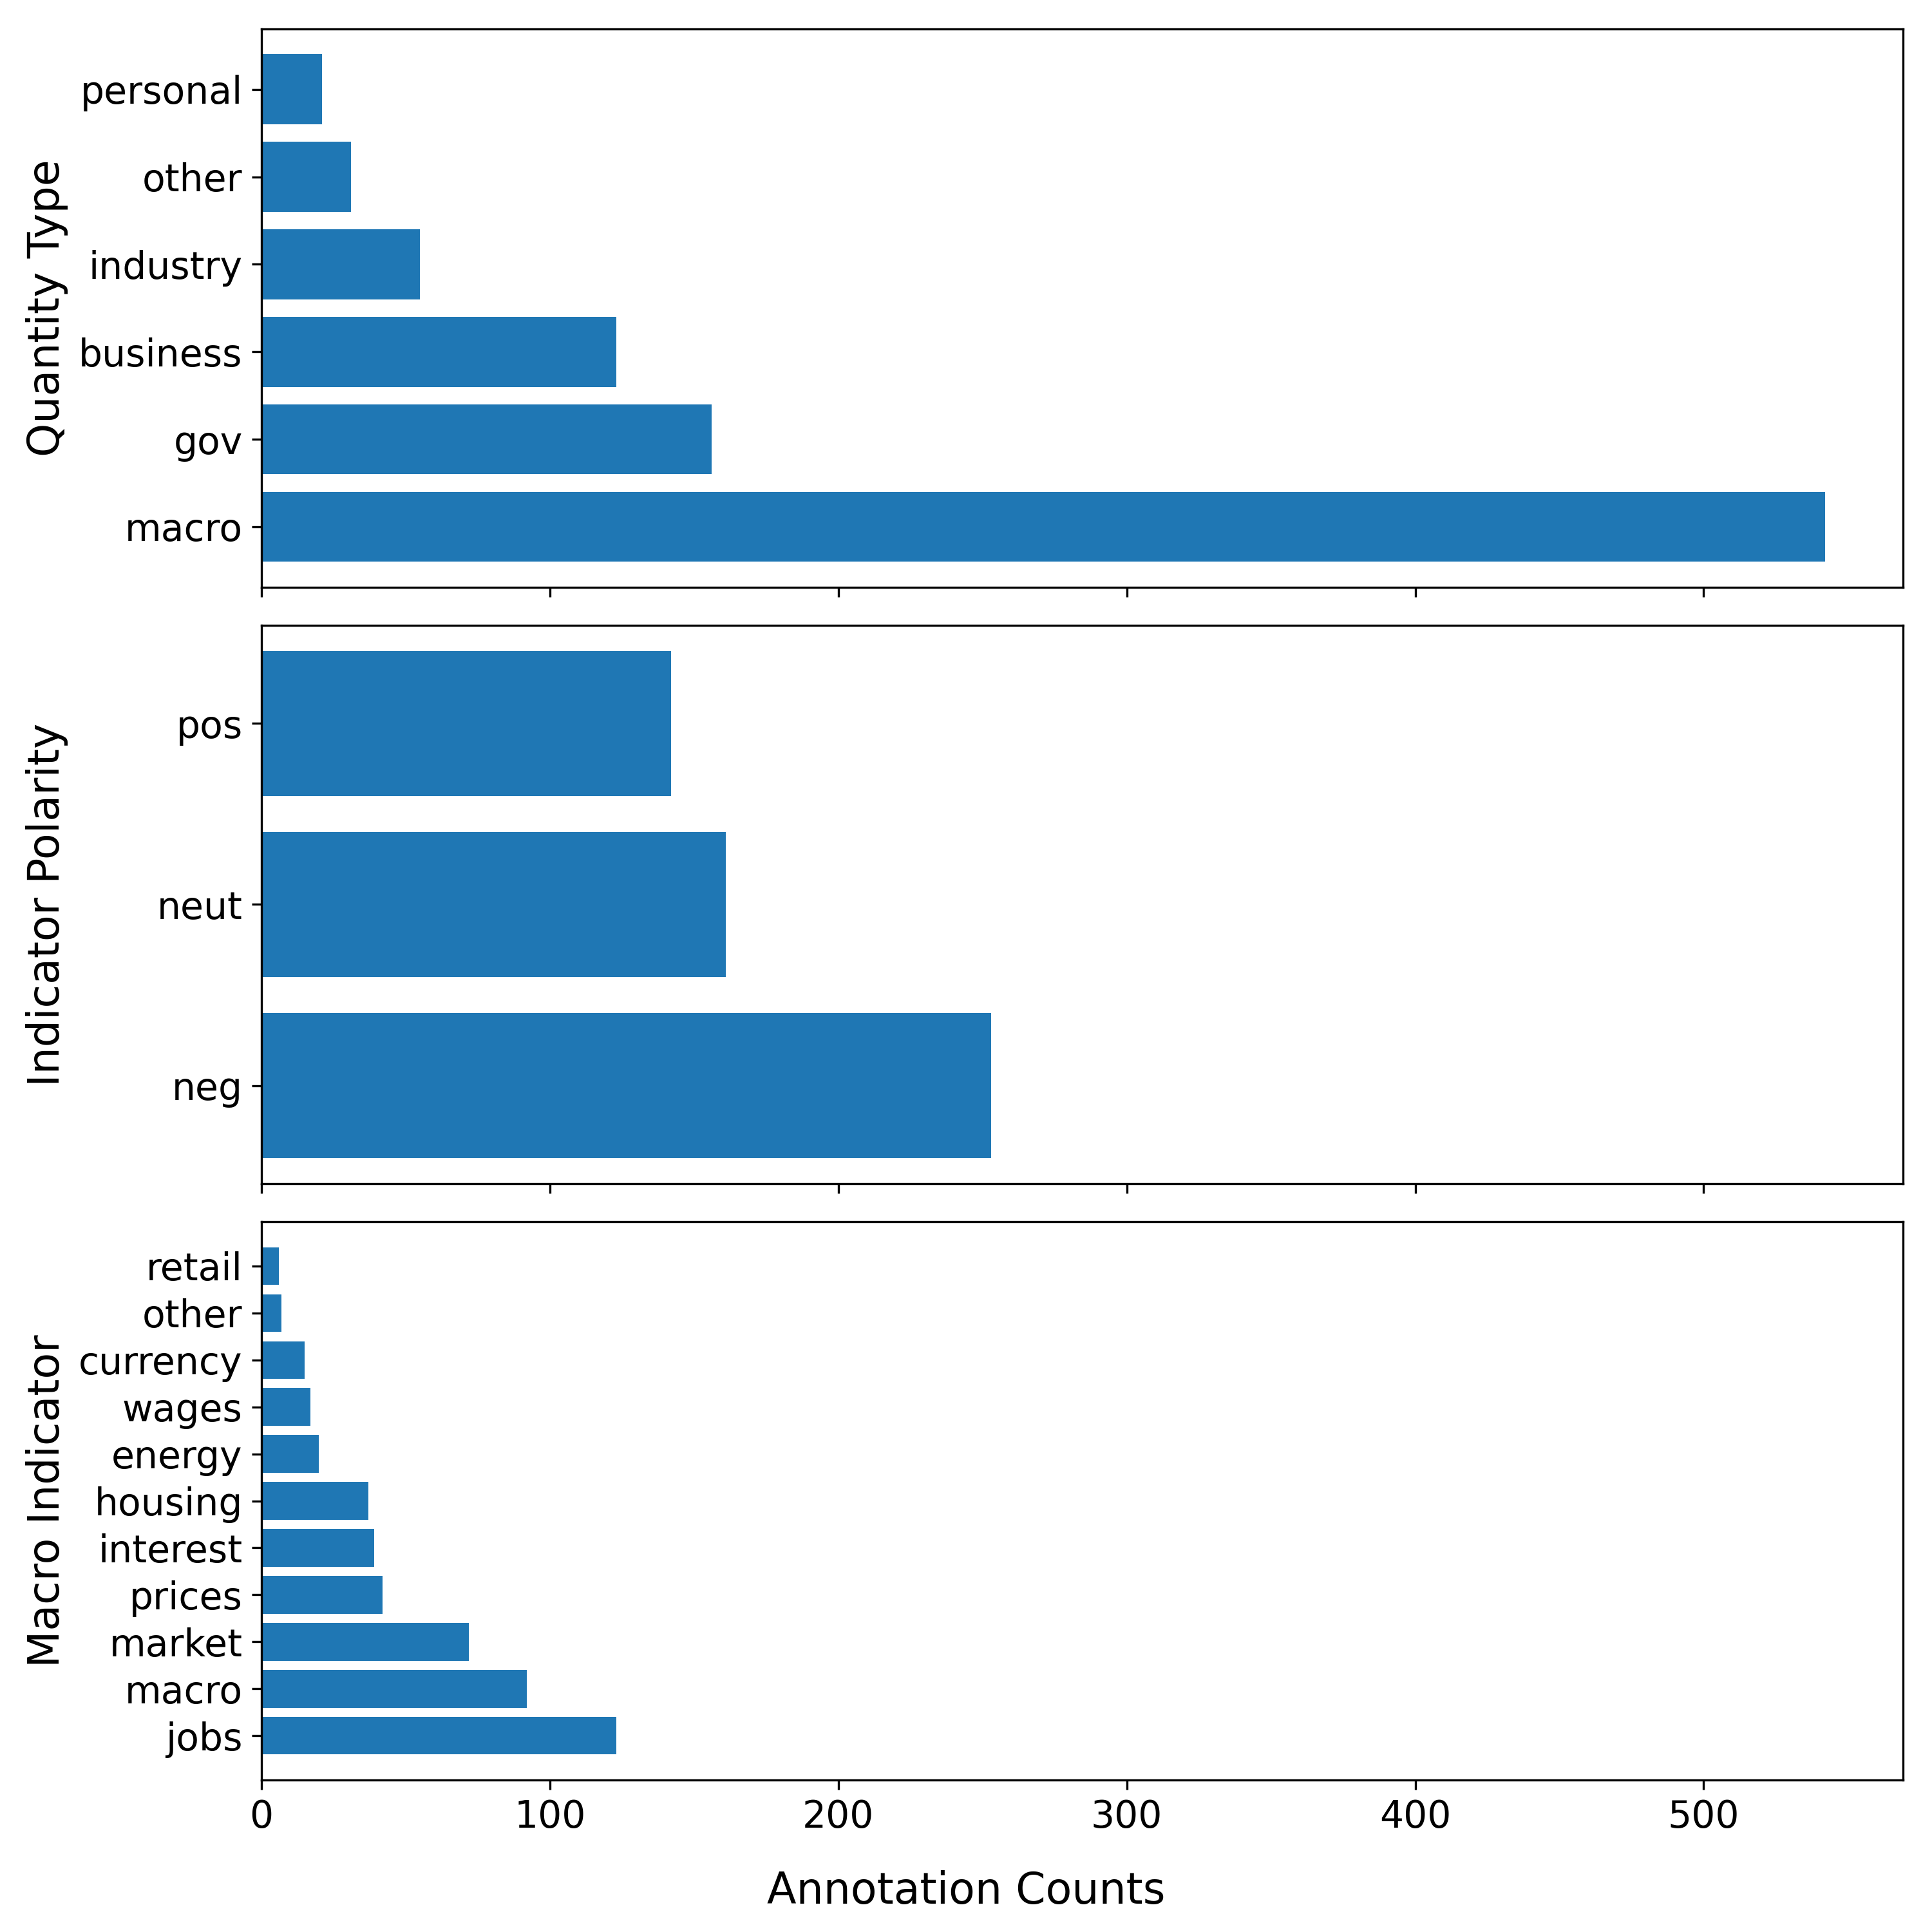 Quantity Type
personal
other
industry
business
gov
macro
Indicator Polarity
pos
neut
neg
Macro Indicator
retail
other
currency
wages
energy
housing
interest
prices
market
macro
jobs
0 100 200 300 400 500
Annotation Counts